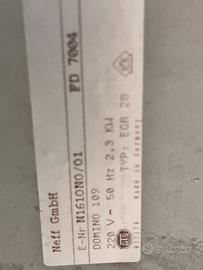 Neff GmbH FD 7004
E-Nr N1610N0/01
DOMINO 109
220 V ~ 50 Hz 2.3 KW
TYP: EGR 28
Made in Germany
subito